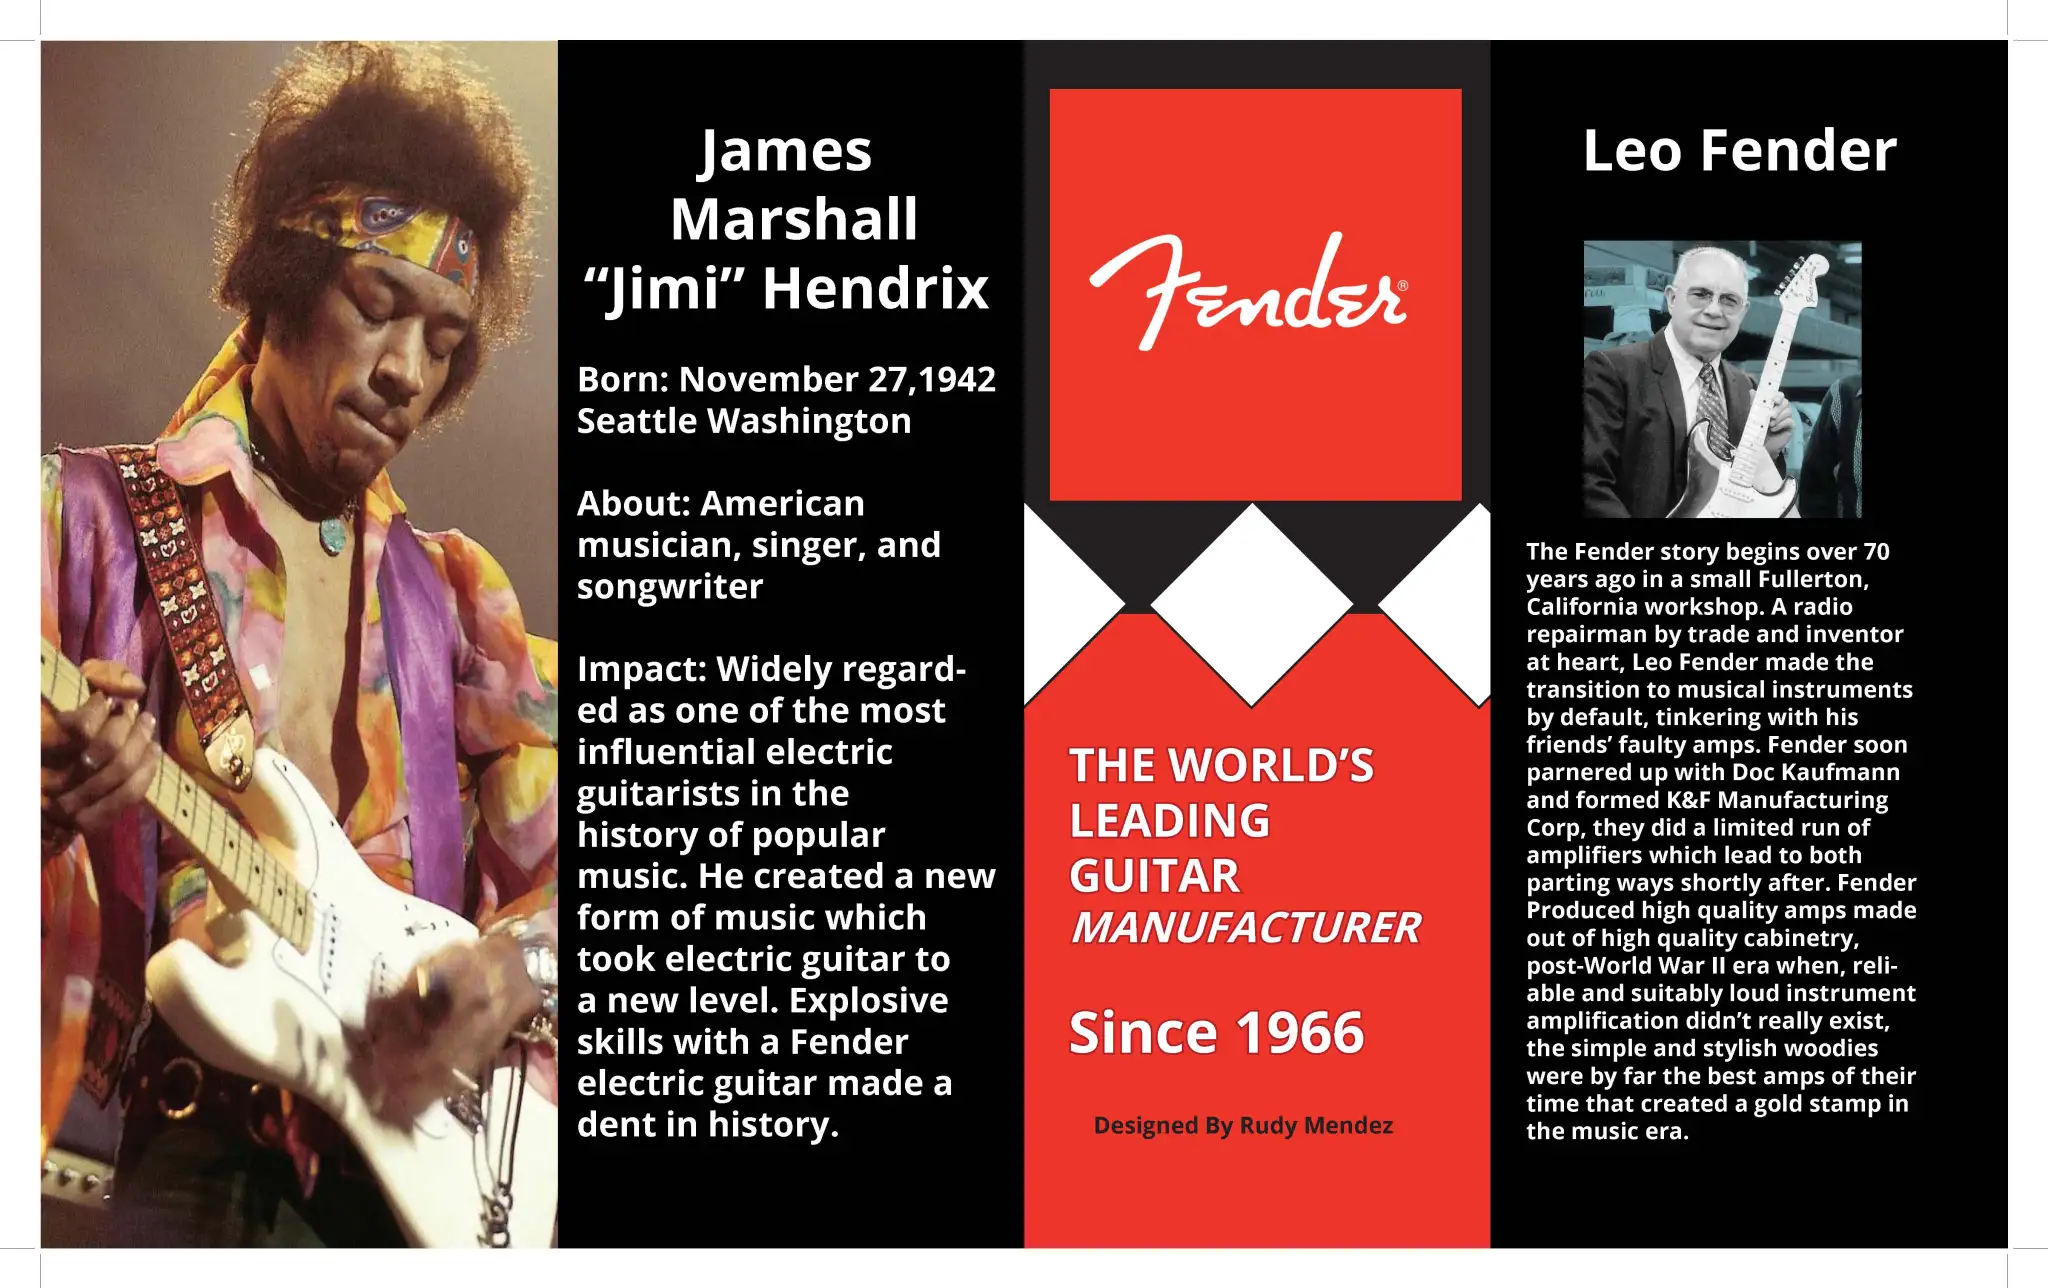 James
Marshall
“Jimi” Hendrix
Born: November 27,1942
Seattle Washington
About: American
musician, singer, and
songwriter
Impact: Widely regard-
ed as one of the most
influential electric
guitarists in the
history of popular
music. He created a new
form of music which
took electric guitar to
a new level. Explosive
skills with a Fender
electric guitar made a
dent in history.
Fender®
THE WORLD’S
LEADING
GUITAR
MANUFACTURER
Since 1966
Designed By Rudy Mendez
Leo Fender
The Fender story begins over 70
years ago in a small Fullerton,
California workshop. A radio
repairman by trade and inventor
at heart, Leo Fender made the
transition to musical instruments
by default, tinkering with his
friends’ faulty amps. Fender soon
parnered up with Doc Kaufmann
and formed K&F Manufacturing
Corp, they did a limited run of
amplifiers which lead to both
parting ways shortly after. Fender
Produced high quality amps made
out of high quality cabinetry,
post-World War II era when, reli-
able and suitably loud instrument
amplification didn’t really exist,
the simple and stylish woodies
were by far the best amps of their
time that created a gold stamp in
the music era.